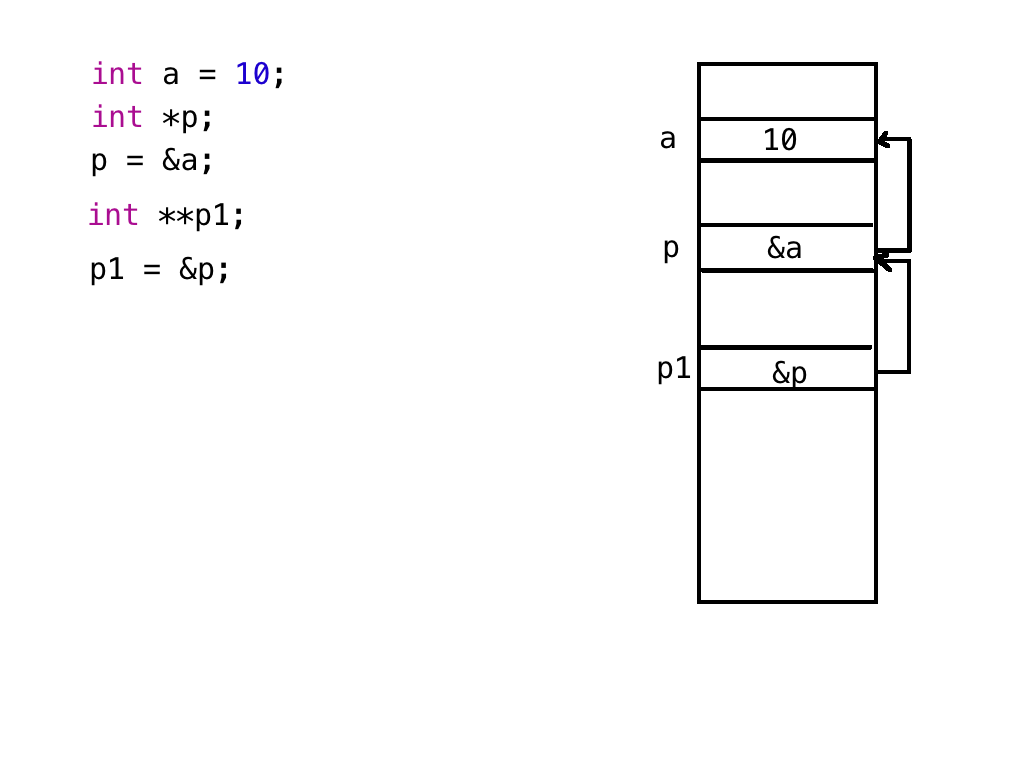 int a = 10;
int *p;
p = &a;
int **p1;
p1 = &p;
a 10
p &a
p1 &p